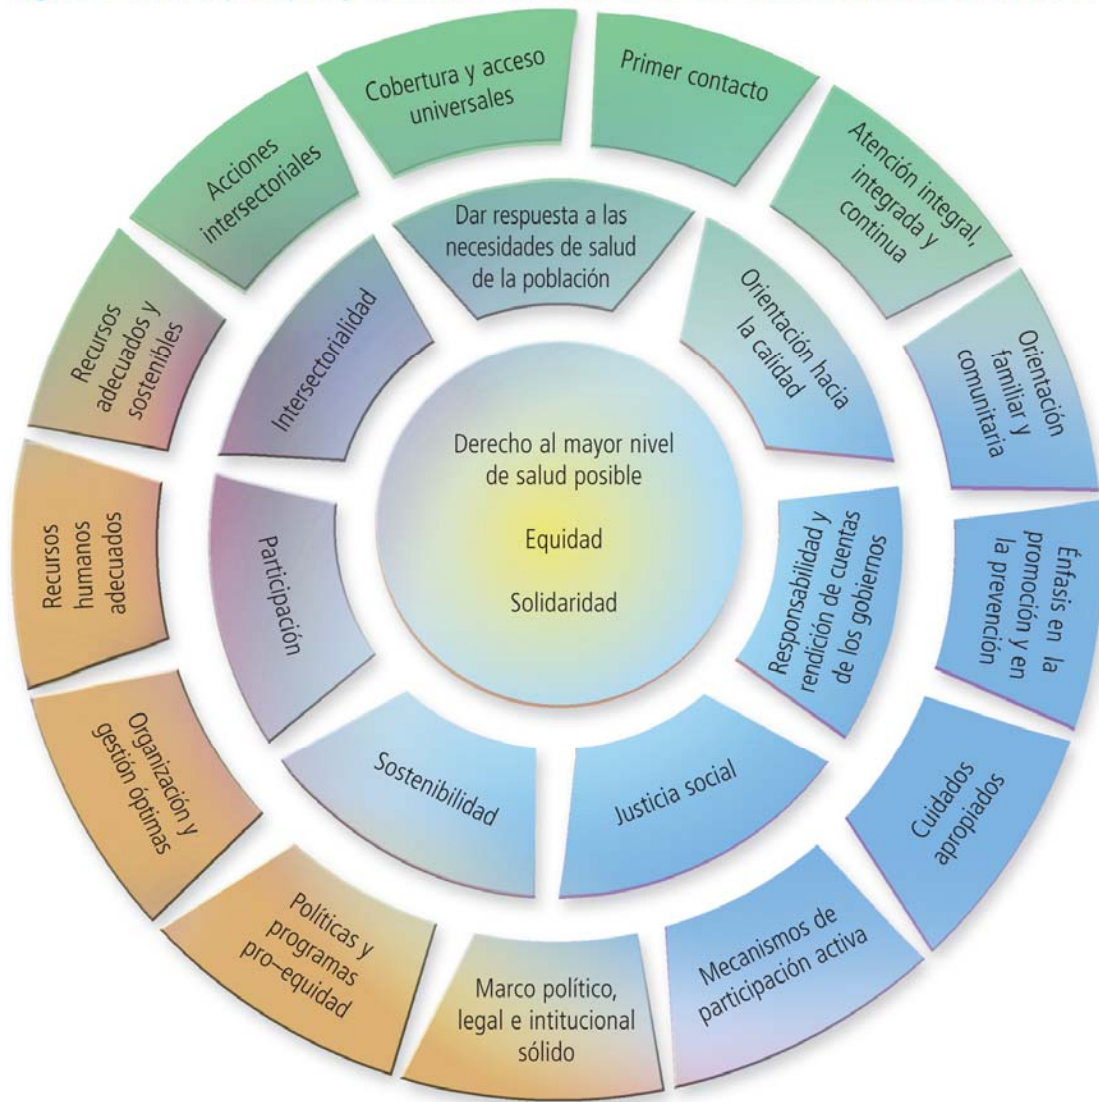 Cobertura y acceso
universales
Primer contacto
Atención integral,
integrada y
continua
Orientación
familiar y
comunitaria
Énfasis en la
promoción y en
la prevención
Cuidados
apropiados
Mecanismos de
participación activa
Marco político,
legal e intitucional
sólido
Políticas y
programas
pro–equidad
Organización y
gestión óptimas
Recursos
humanos
adecuados
Recursos
adecuados y
sostenibles
Acciones
intersectoriales
Dar respuesta a las
necesidades de salud
de la población
Orientación hacia
la calidad
Responsabilidad y
rendición de cuentas
de los gobiernos
Justicia social
Sostenibilidad
Participación
Intersectorialidad
Derecho al mayor nivel
de salud posible
Equidad
Solidaridad